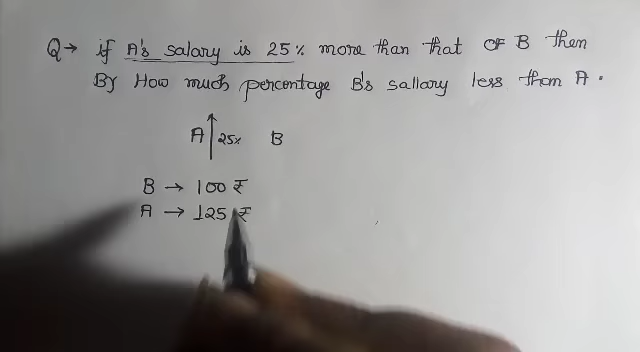 Q→ if A's salary is 25% more than that OF B then
By How much percentage B's sallary less than A.
A 25% B
B → 100 ₹
A → 125 ₹